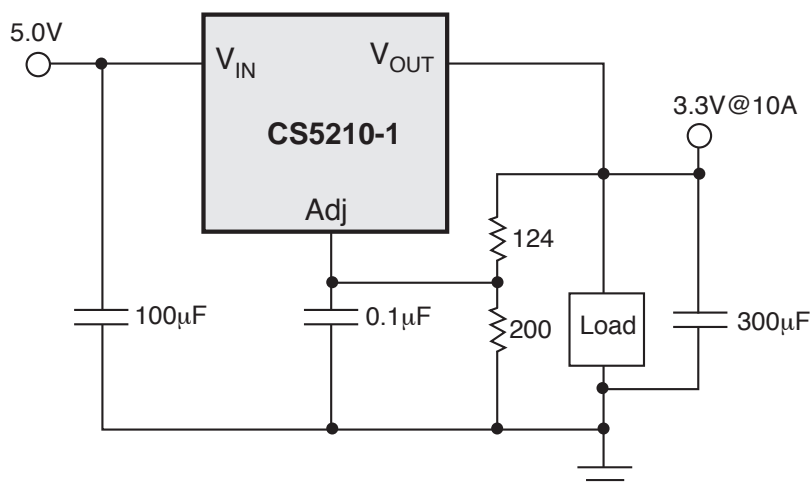 5.0V
V_IN
V_OUT
CS5210-1
3.3V@10A
Adj
124
100μF
0.1μF
200
Load
300μF